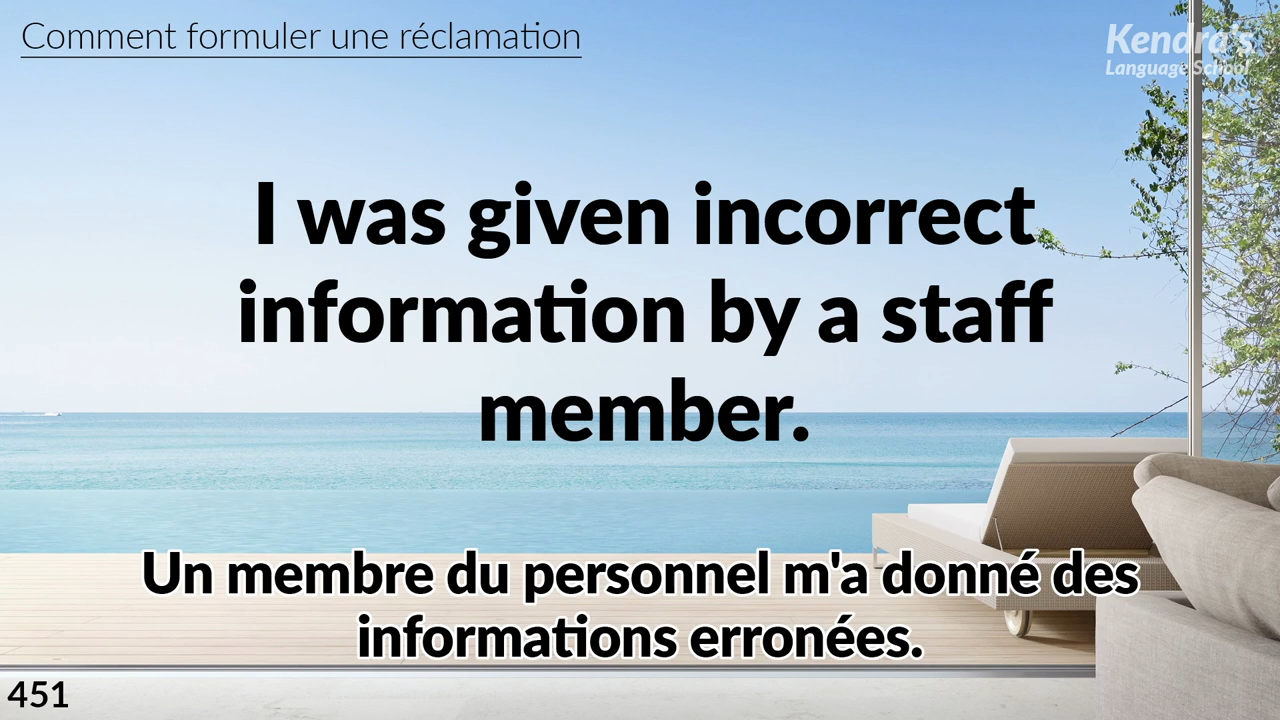 Comment formuler une réclamation
Kendra's
Language School
I was given incorrect
information by a staff
member.
Un membre du personnel m'a donné des
informations erronées.
451